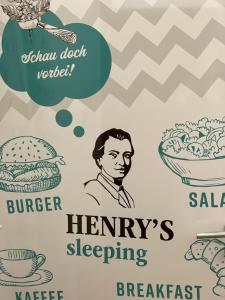 Schau doch
vorbei!
BURGER
SALA
HENRY'S
sleeping
KAFFEE
BREAKFAST